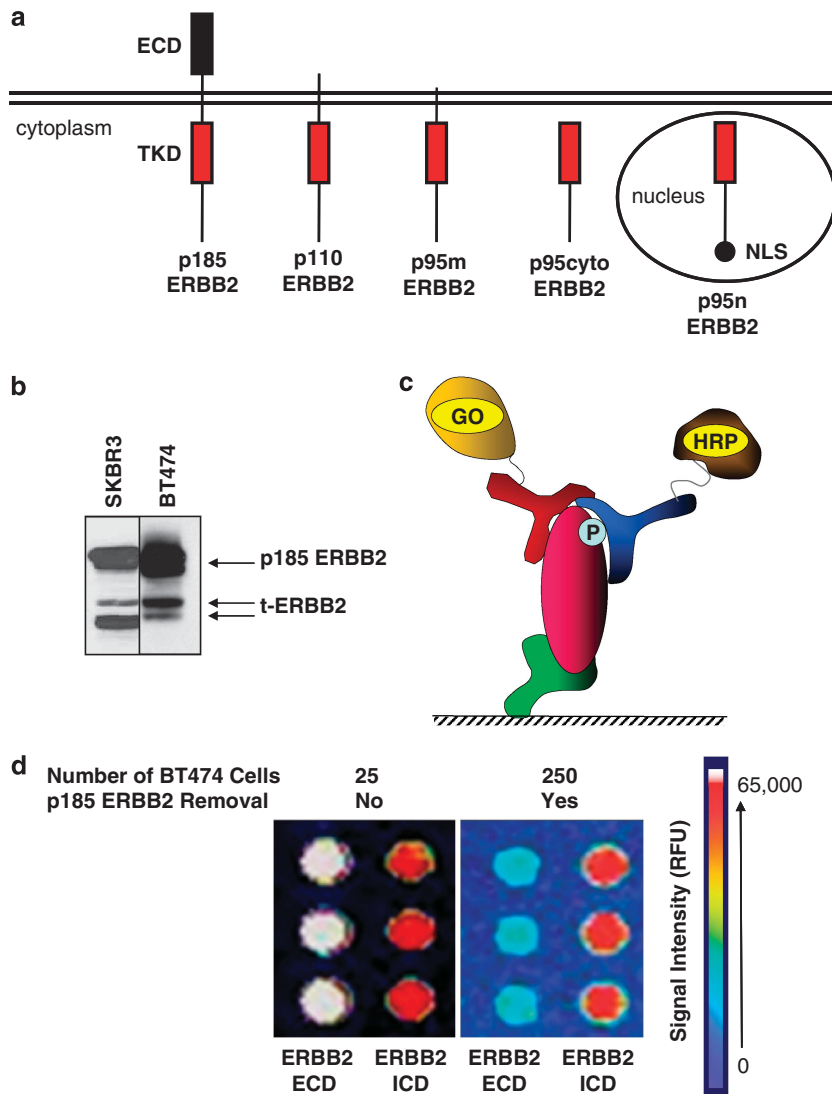 a
ECD
cytoplasm
TKD
nucleus
NLS
p185
ERBB2
p110
ERBB2
p95m
ERBB2
p95cyto
ERBB2
p95n
ERBB2
b
SKBR3
BT474
p185 ERBB2
t-ERBB2
c
GO
HRP
P
d
Number of BT474 Cells 25 250
p185 ERBB2 Removal No Yes
ERBB2
ECD
ERBB2
ICD
ERBB2
ECD
ERBB2
ICD
Signal Intensity (RFU)
65,000
0